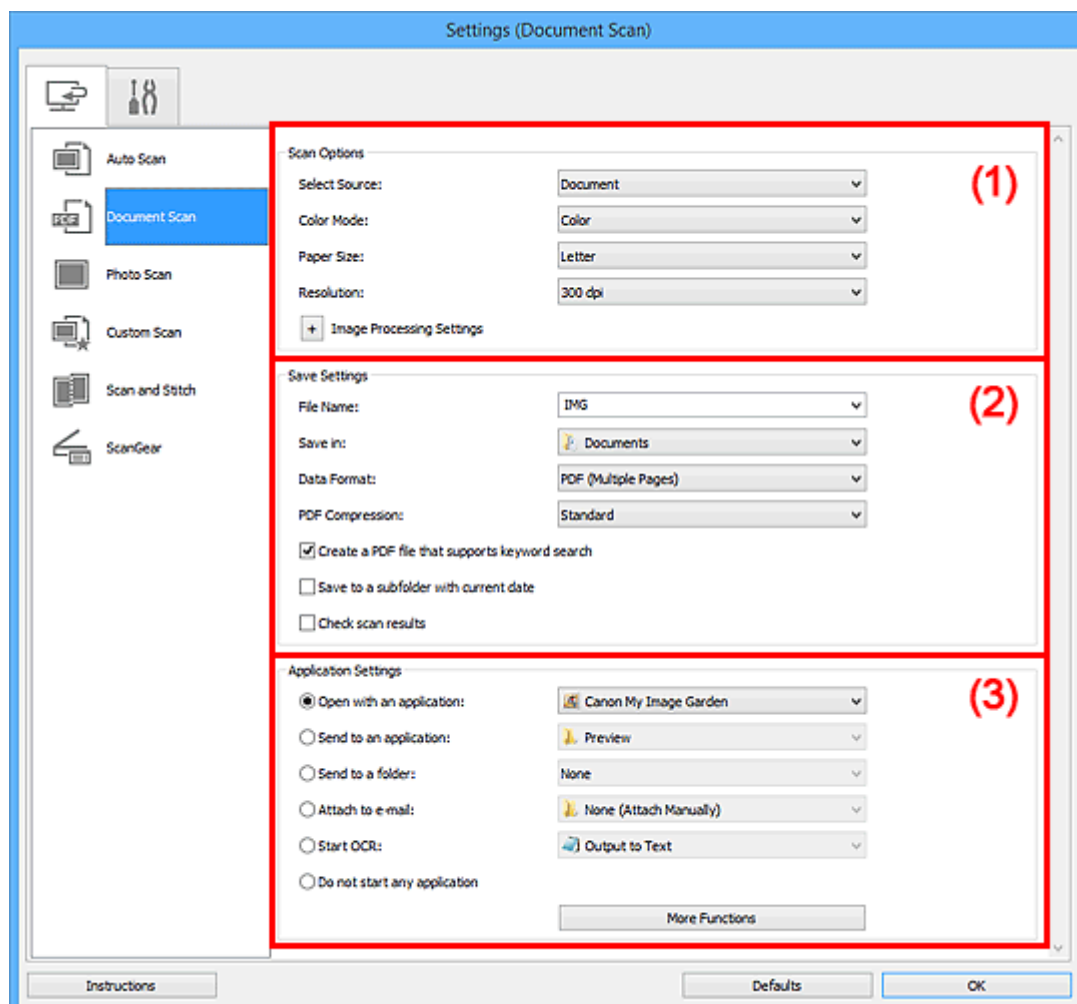 Settings (Document Scan)
Auto Scan
PDF
Document Scan
Photo Scan
Custom Scan
Scan and Stitch
ScanGear
Scan Options
(1)
Select Source: Document
Color Mode: Color
Paper Size: Letter
Resolution: 300 dpi
+ Image Processing Settings
Save Settings
(2)
File Name: IMG
Save in: Documents
Data Format: PDF (Multiple Pages)
PDF Compression: Standard
Create a PDF file that supports keyword search
Save to a subfolder with current date
Check scan results
Application Settings
(3)
Open with an application: Canon My Image Garden
Send to an application: Preview
Send to a folder: None
Attach to e-mail: None (Attach Manually)
Start OCR: Output to Text
Do not start any application
More Functions
Instructions Defaults OK